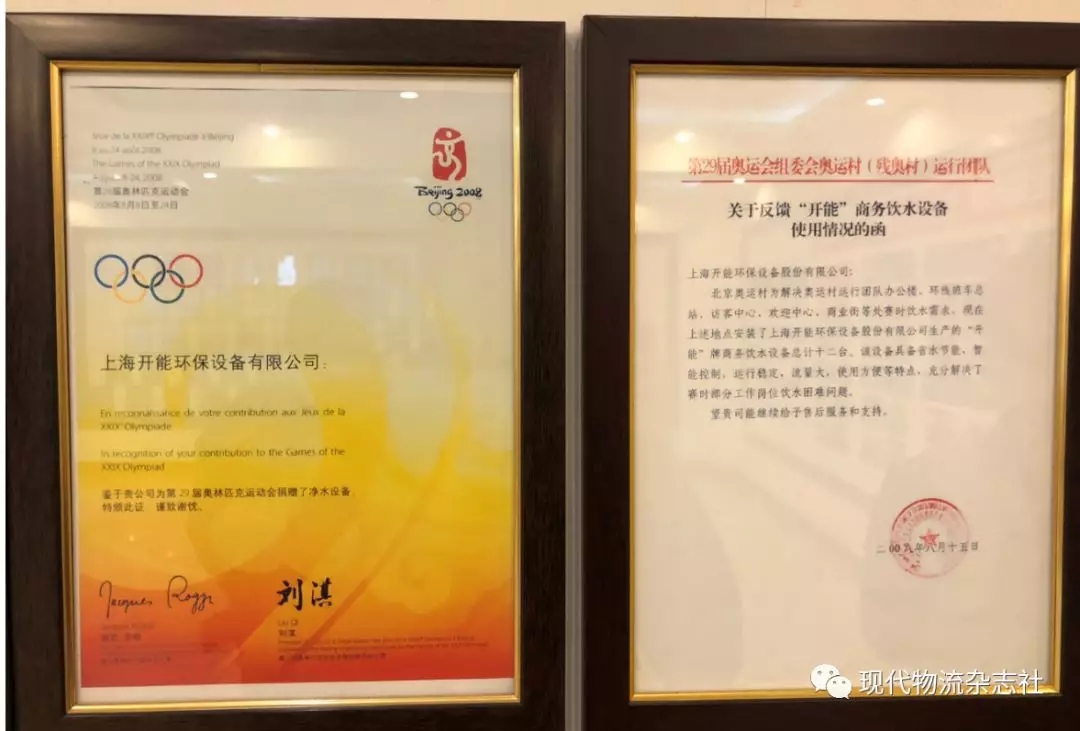 Jeux de la XXIXe Olympiade à Beijing
8 au 24 août 2008
The Games of the XXIX Olympiad
August 8-24, 2008
第29届奥林匹克运动会
2008年8月8日至24日
Beijing 2008
上海开能环保设备有限公司：
En reconnaissance de votre contribution aux Jeux de la
XXIXe Olympiade
In recognition of your contribution to the Games of the
XXIX Olympiad
鉴于贵公司为第29届奥林匹克运动会捐赠了净水设备，
特颁此证 谨致谢忱。
Jacques Rogge
刘淇
Liu Qi
刘淇
第29届奥运会组委会奥运村（残奥村）运行团队
关于反馈“开能”商务饮水设备
使用情况的函
上海开能环保设备股份有限公司：
北京奥运村为解决奥运村运行团队办公楼、环线班车总
站、访客中心、欢迎中心、商业街等处赛时饮水需求，现在
上述地点安装了上海开能环保设备股份有限公司生产的“开
能”牌商务饮水设备总计十二台。该设备具备省水节能、智
能控制，运行稳定，流量大，使用方便等特点，充分解决了
赛时部分工作岗位饮水困难问题。
望贵司能继续给予售后服务和支持。
二00八年八月十五日
现代物流杂志社